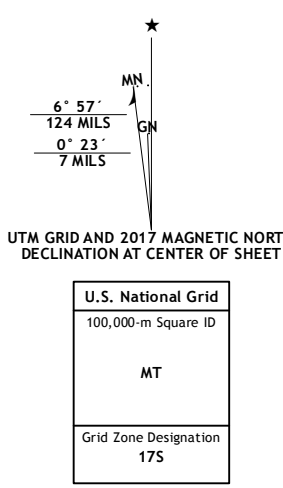 MN
6° 57´
124 MILS
GN
0° 23´
7 MILS
UTM GRID AND 2017 MAGNETIC NORT
DECLINATION AT CENTER OF SHEET
U.S. National Grid
100,000-m Square ID
MT
Grid Zone Designation
17S